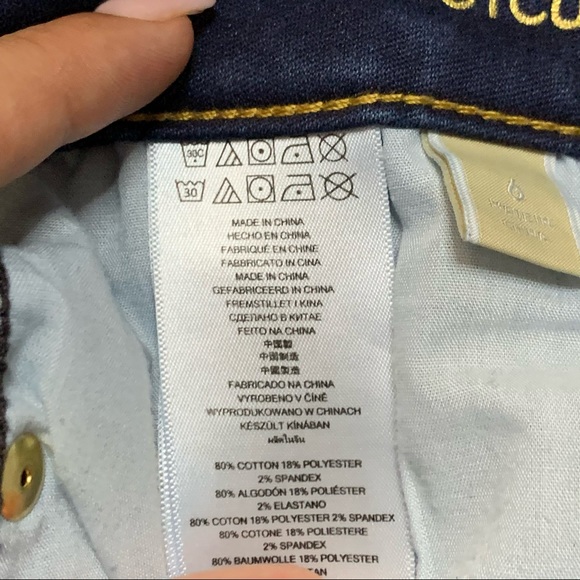 30C
30
MADE IN CHINA
HECHO EN CHINA
FABRIQUÉ EN CHINE
FABBRICATO IN CINA
MADE IN CHINA
GEFABRICEERD IN CHINA
FREMSTILLET I KINA
СДЕЛАНО В КИТАЕ
FEITO NA CHINA
中国製
中国制造
中國製造
FABRICADO NA CHINA
VYROBENO V ČÍNĚ
WYPRODUKOWANO W CHINACH
KÉSZÜLT KÍNÁBAN
ผลิตในจีน
80% COTTON 18% POLYESTER
2% SPANDEX
80% ALGODÓN 18% POLIÉSTER
2% ELASTANO
80% COTON 18% POLYESTER 2% SPANDEX
80% COTONE 18% POLIESTERE
2% SPANDEX
80% BAUMWOLLE 18% POLYESTER
6